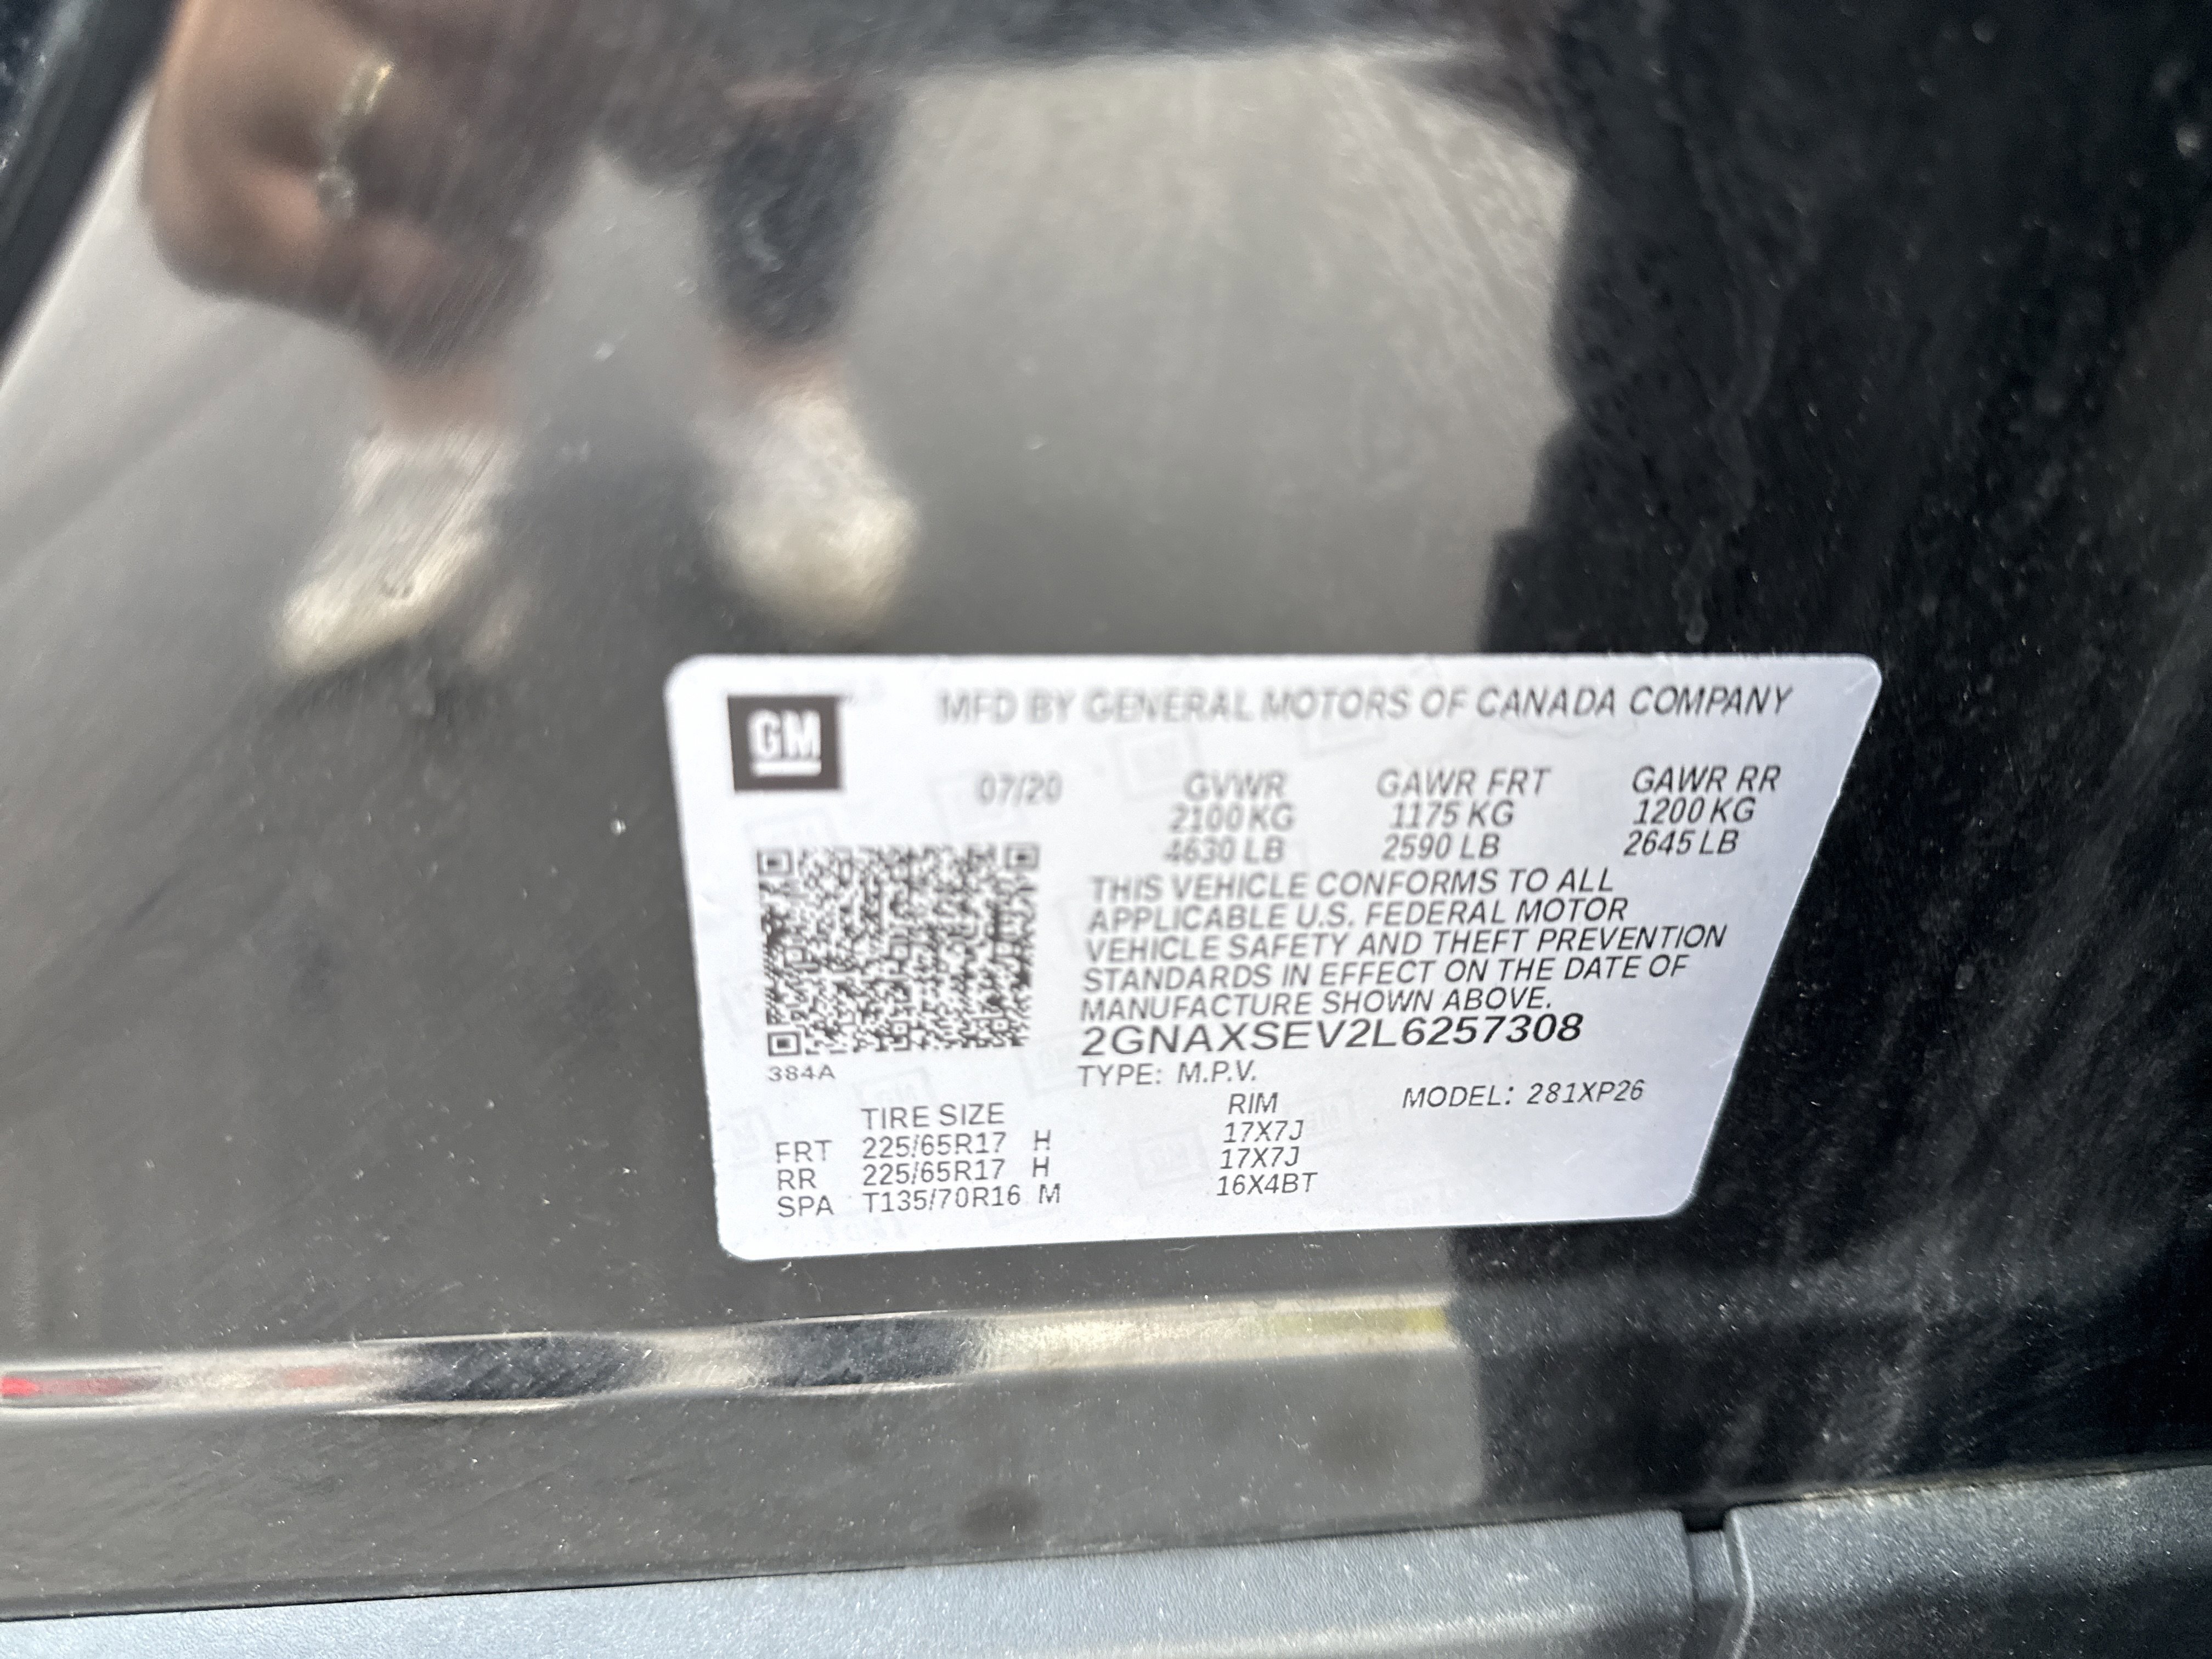 GM
MFD BY GENERAL MOTORS OF CANADA COMPANY
07/20 GVWR GAWR FRT GAWR RR
2100 KG 1175 KG 1200 KG
4630 LB 2590 LB 2645 LB
THIS VEHICLE CONFORMS TO ALL
APPLICABLE U.S. FEDERAL MOTOR
VEHICLE SAFETY AND THEFT PREVENTION
STANDARDS IN EFFECT ON THE DATE OF
MANUFACTURE SHOWN ABOVE.
2GNAXSEV2L6257308
384A
TYPE: M.P.V.
MODEL: 281XP26
TIRE SIZE RIM
FRT 225/65R17 H 17X7J
RR 225/65R17 H 17X7J
SPA T135/70R16 M 16X4BT